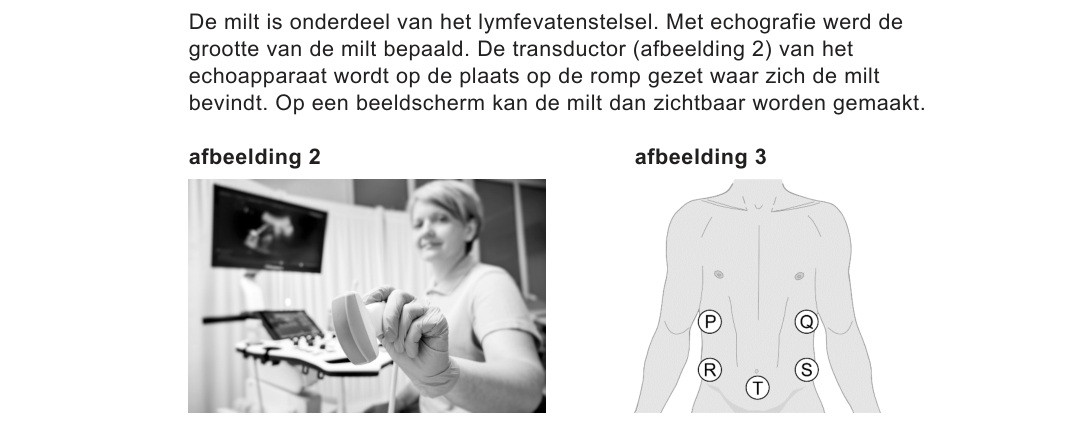 De milt is onderdeel van het lymfevatenstelsel. Met echografie werd de
grootte van de milt bepaald. De transductor (afbeelding 2) van het
echoapparaat wordt op de plaats op de romp gezet waar zich de milt
bevindt. Op een beeldscherm kan de milt dan zichtbaar worden gemaakt.
afbeelding 2
afbeelding 3
P
Q
R
S
T